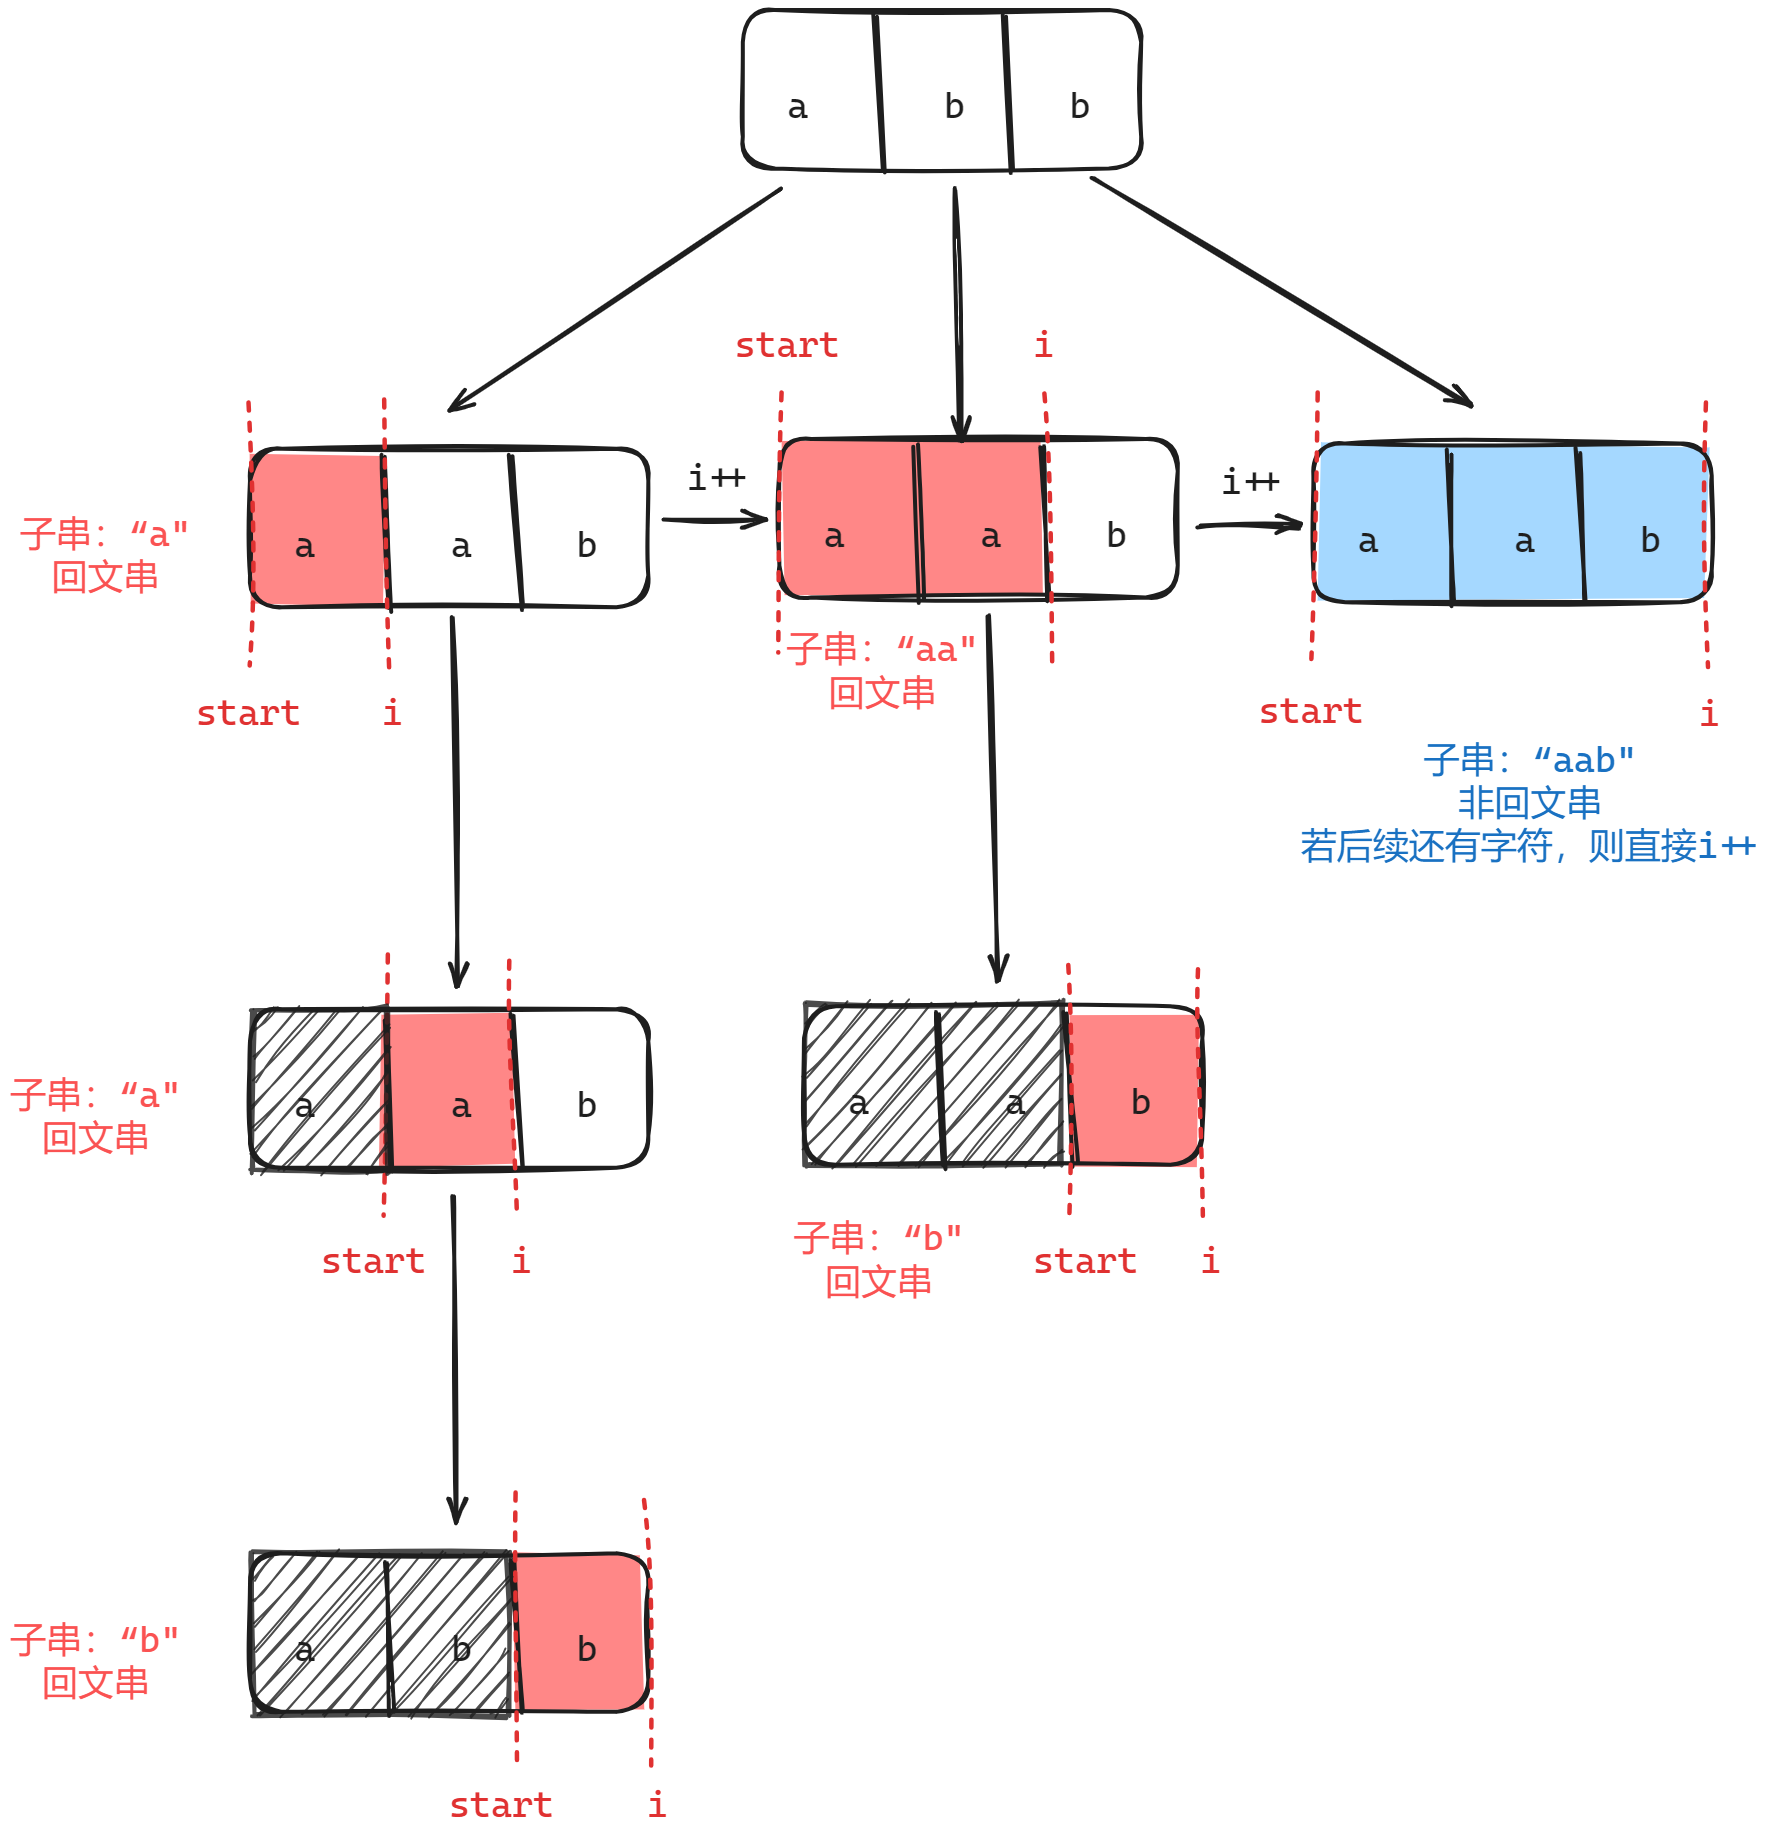 a b b
start i
i++
i++
子串：“a"
回文串
a a b
a a b
a a b
子串：“aa"
回文串
start i
start i
子串：“aab"
非回文串
若后续还有字符，则直接i++
子串：“a"
回文串
a a b
a a b
子串：“b"
回文串
start i
start i
子串：“b"
回文串
a b b
start i